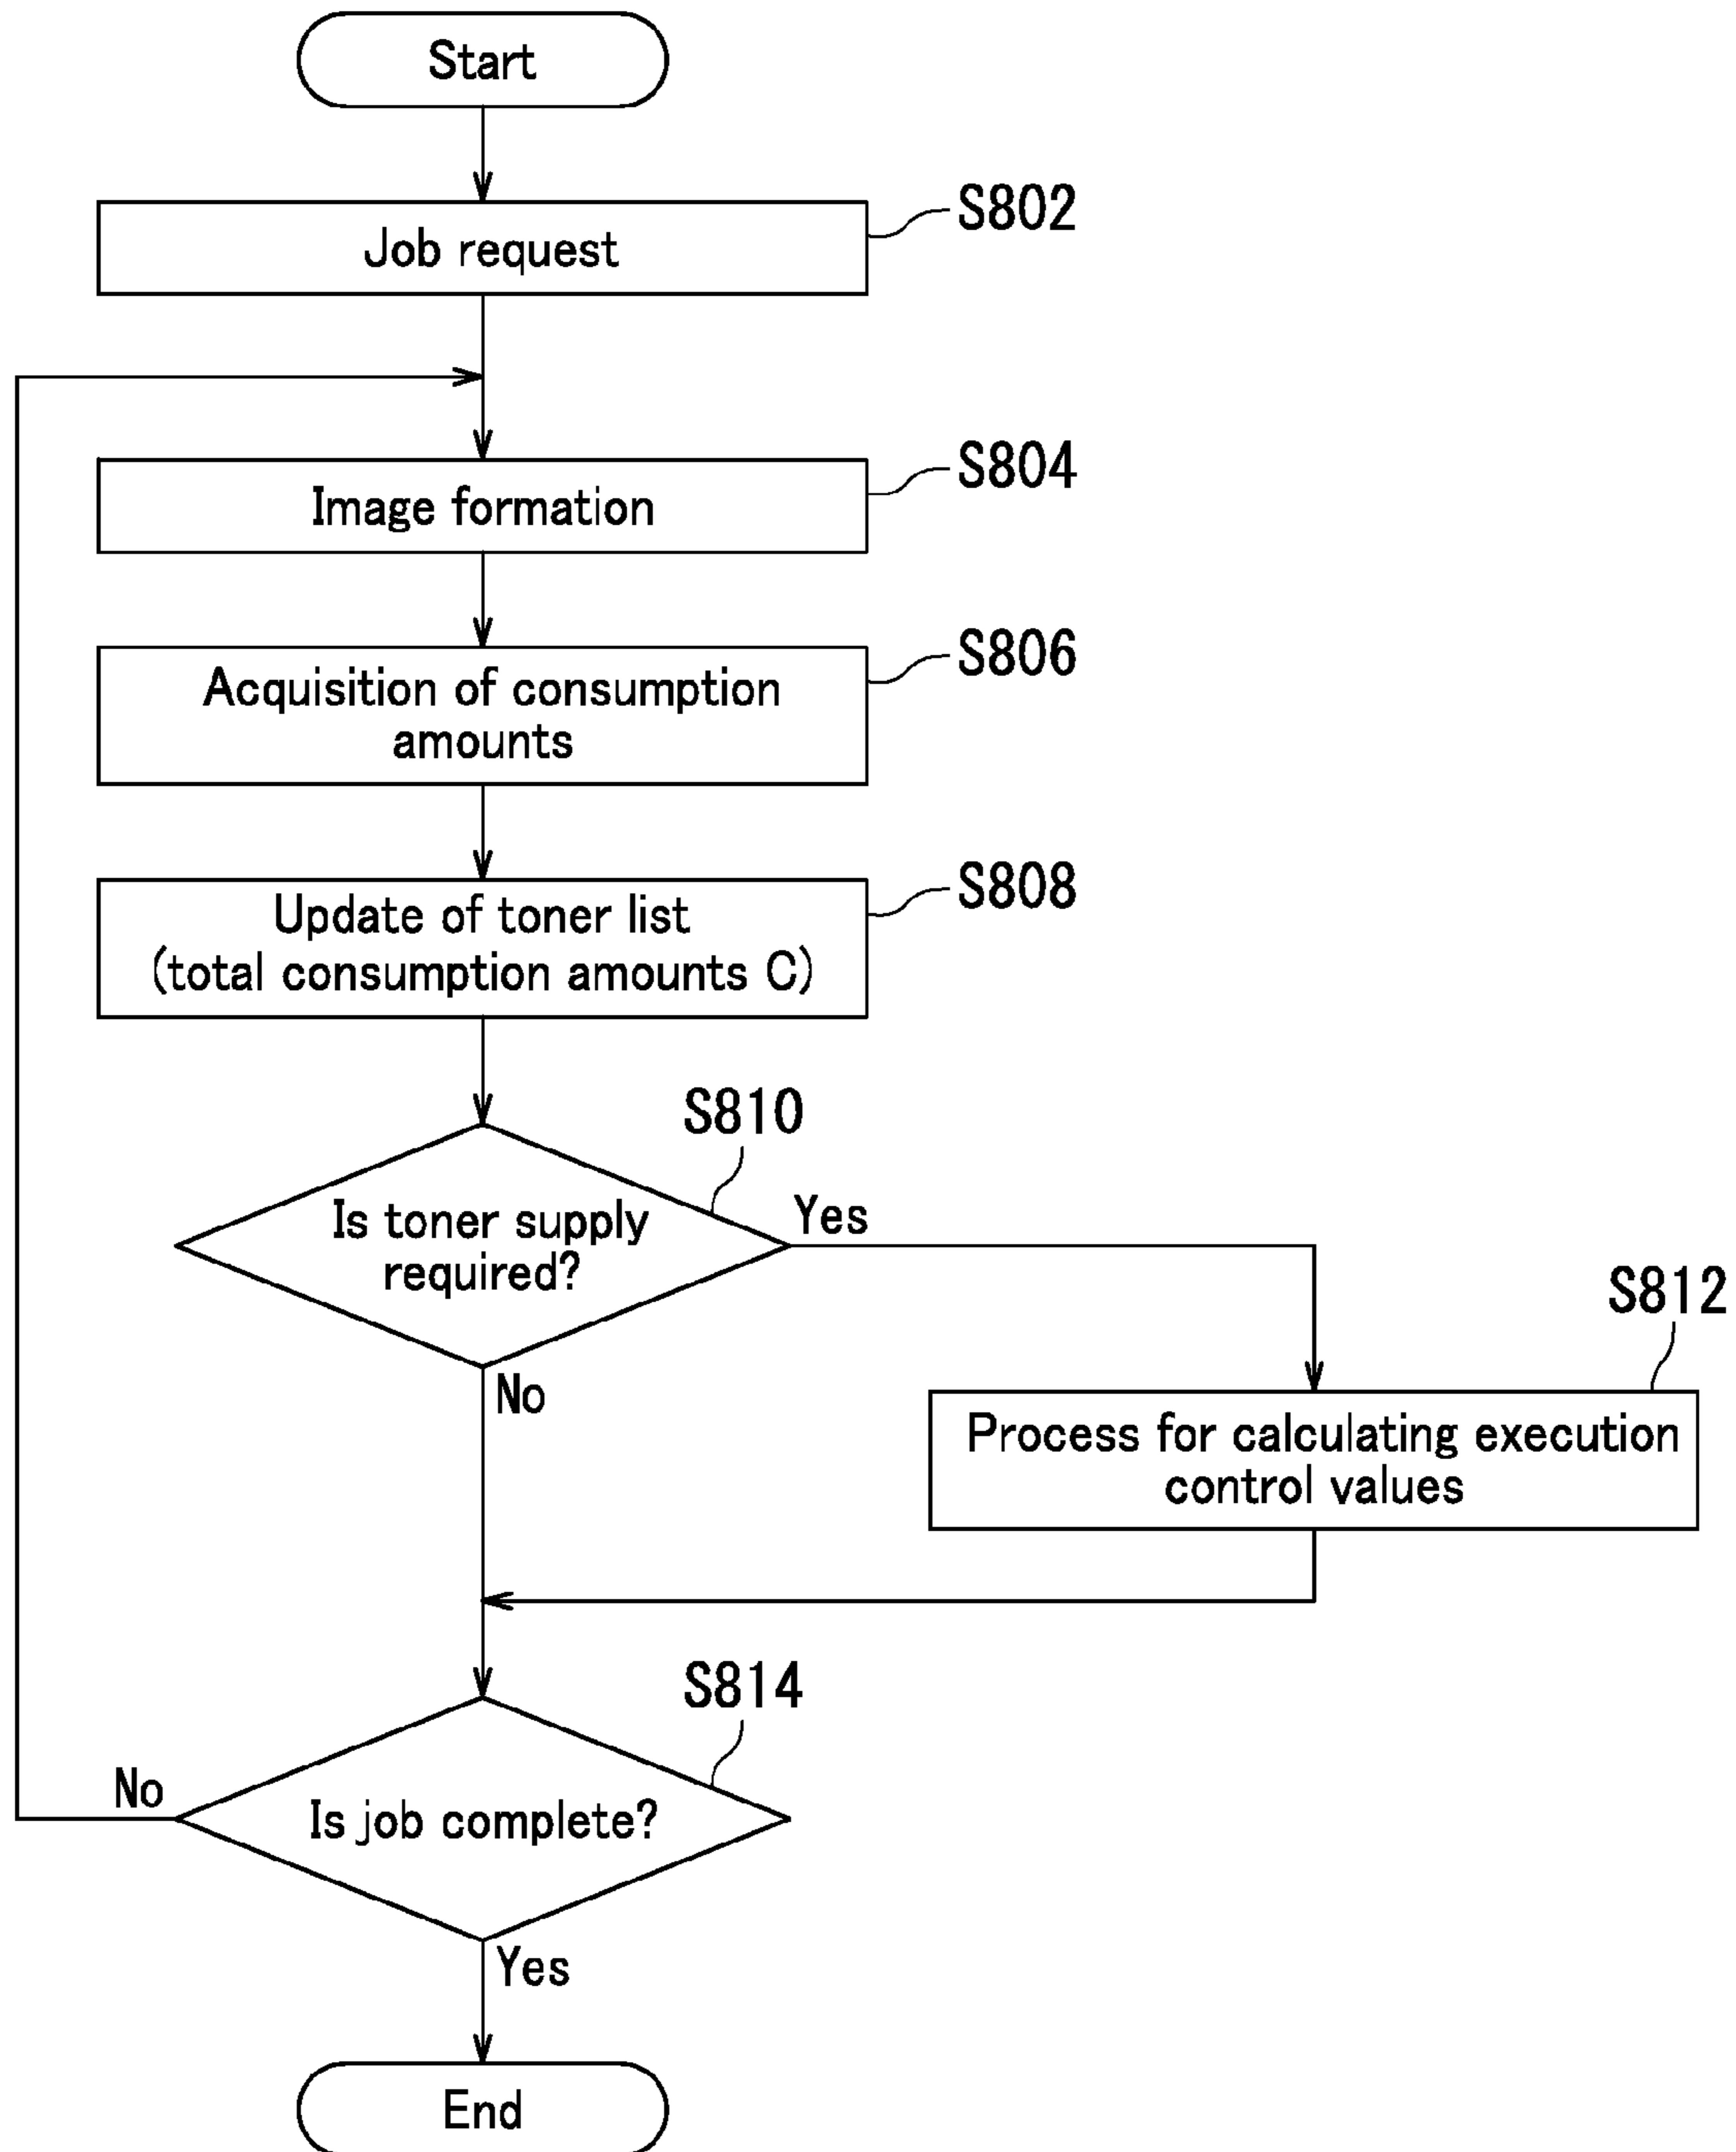 Start
S802
Job request
S804
Image formation
S806
Acquisition of consumption
amounts
S808
Update of toner list
(total consumption amounts C)
S810
Is toner supply
required?
Yes
No
S812
Process for calculating execution
control values
S814
Is job complete?
No
Yes
End